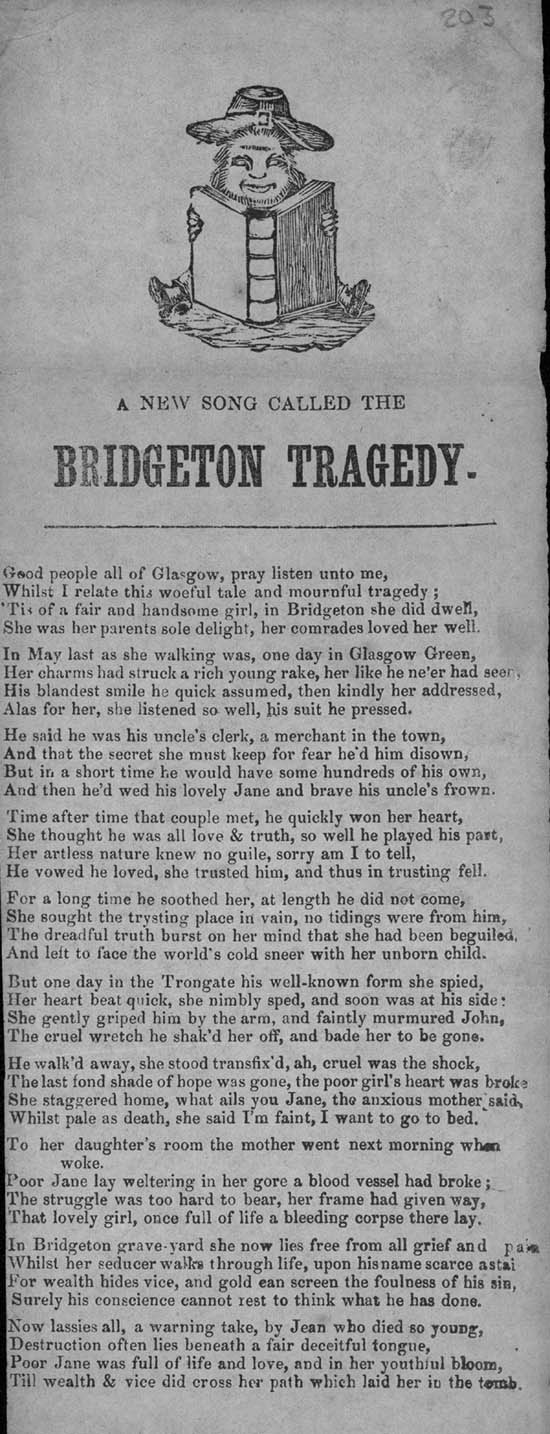 203
A NEW SONG CALLED THE
BRIDGETON TRAGEDY.
Good people all of Glasgow, pray listen unto me,
Whilst I relate this woeful tale and mournful tragedy ;
'Tis of a fair and handsome girl, in Bridgeton she did dwell,
She was her parents sole delight, her comrades loved her well.
In May last as she walking was, one day in Glasgow Green,
Her charms had struck a rich young rake, her like he ne'er had seen,
His blandest smile he quick assumed, then kindly her addressed,
Alas for her, she listened so well, his suit he pressed.
He said he was his uncle's clerk, a merchant in the town,
And that the secret she must keep for fear he'd him disown,
But in a short time he would have some hundreds of his own,
And then he'd wed his lovely Jane and brave his uncle's frown.
Time after time that couple met, he quickly won her heart,
She thought he was all love & truth, so well he played his part,
Her artless nature knew no guile, sorry am I to tell,
He vowed he loved, she trusted him, and thus in trusting fell.
For a long time he soothed her, at length he did not come,
She sought the trysting place in vain, no tidings were from him,
The dreadful truth burst on her mind that she had been beguiled,
And left to face the world's cold sneer with her unborn child.
But one day in the Trongate his well-known form she spied,
Her heart beat quick, she nimbly sped, and soon was at his side:
She gently griped him by the arm, and faintly murmured John,
The cruel wretch he shak'd her off, and bade her to be gone.
He walk'd away, she stood transfix'd, ah, cruel was the shock,
The last fond shade of hope was gone, the poor girl's heart was broke
She staggered home, what ails you Jane, the anxious mother said,
Whilst pale as death, she said I'm faint, I want to go to bed.
To her daughter's room the mother went next morning when
woke.
Poor Jane lay weltering in her gore a blood vessel had broke ;
The struggle was too hard to bear, her frame had given way,
That lovely girl, once full of life a bleeding corpse there lay.
In Bridgeton grave-yard she now lies free from all grief and pain
Whilst her seducer walks through life, upon his name scarce a stai
For wealth hides vice, and gold ean screen the foulness of his sin,
Surely his conscience cannot rest to think what he has done.
Now lassies all, a warning take, by Jean who died so young,
Destruction often lies beneath a fair deceitful tongue,
Poor Jane was full of life and love, and in her youthful bloom,
Till wealth & vice did cross her path which laid her in the tomb.